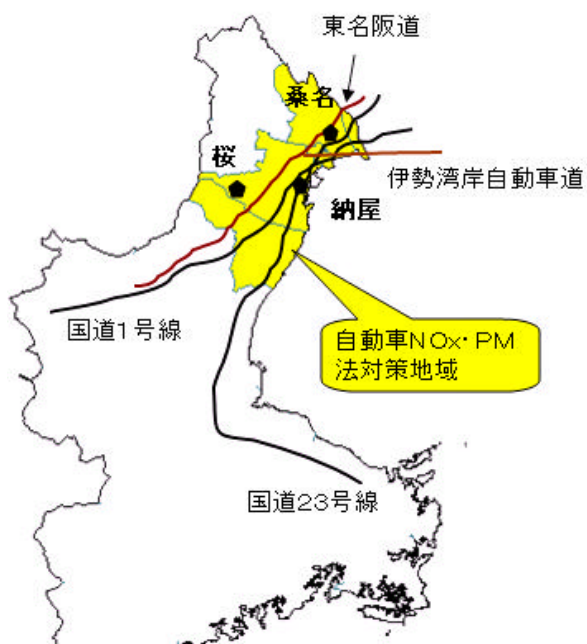 東名阪道
桑名
桜
伊勢湾岸自動車道
納屋
国道1号線
自動車NOx･PM
法対策地域
国道23号線